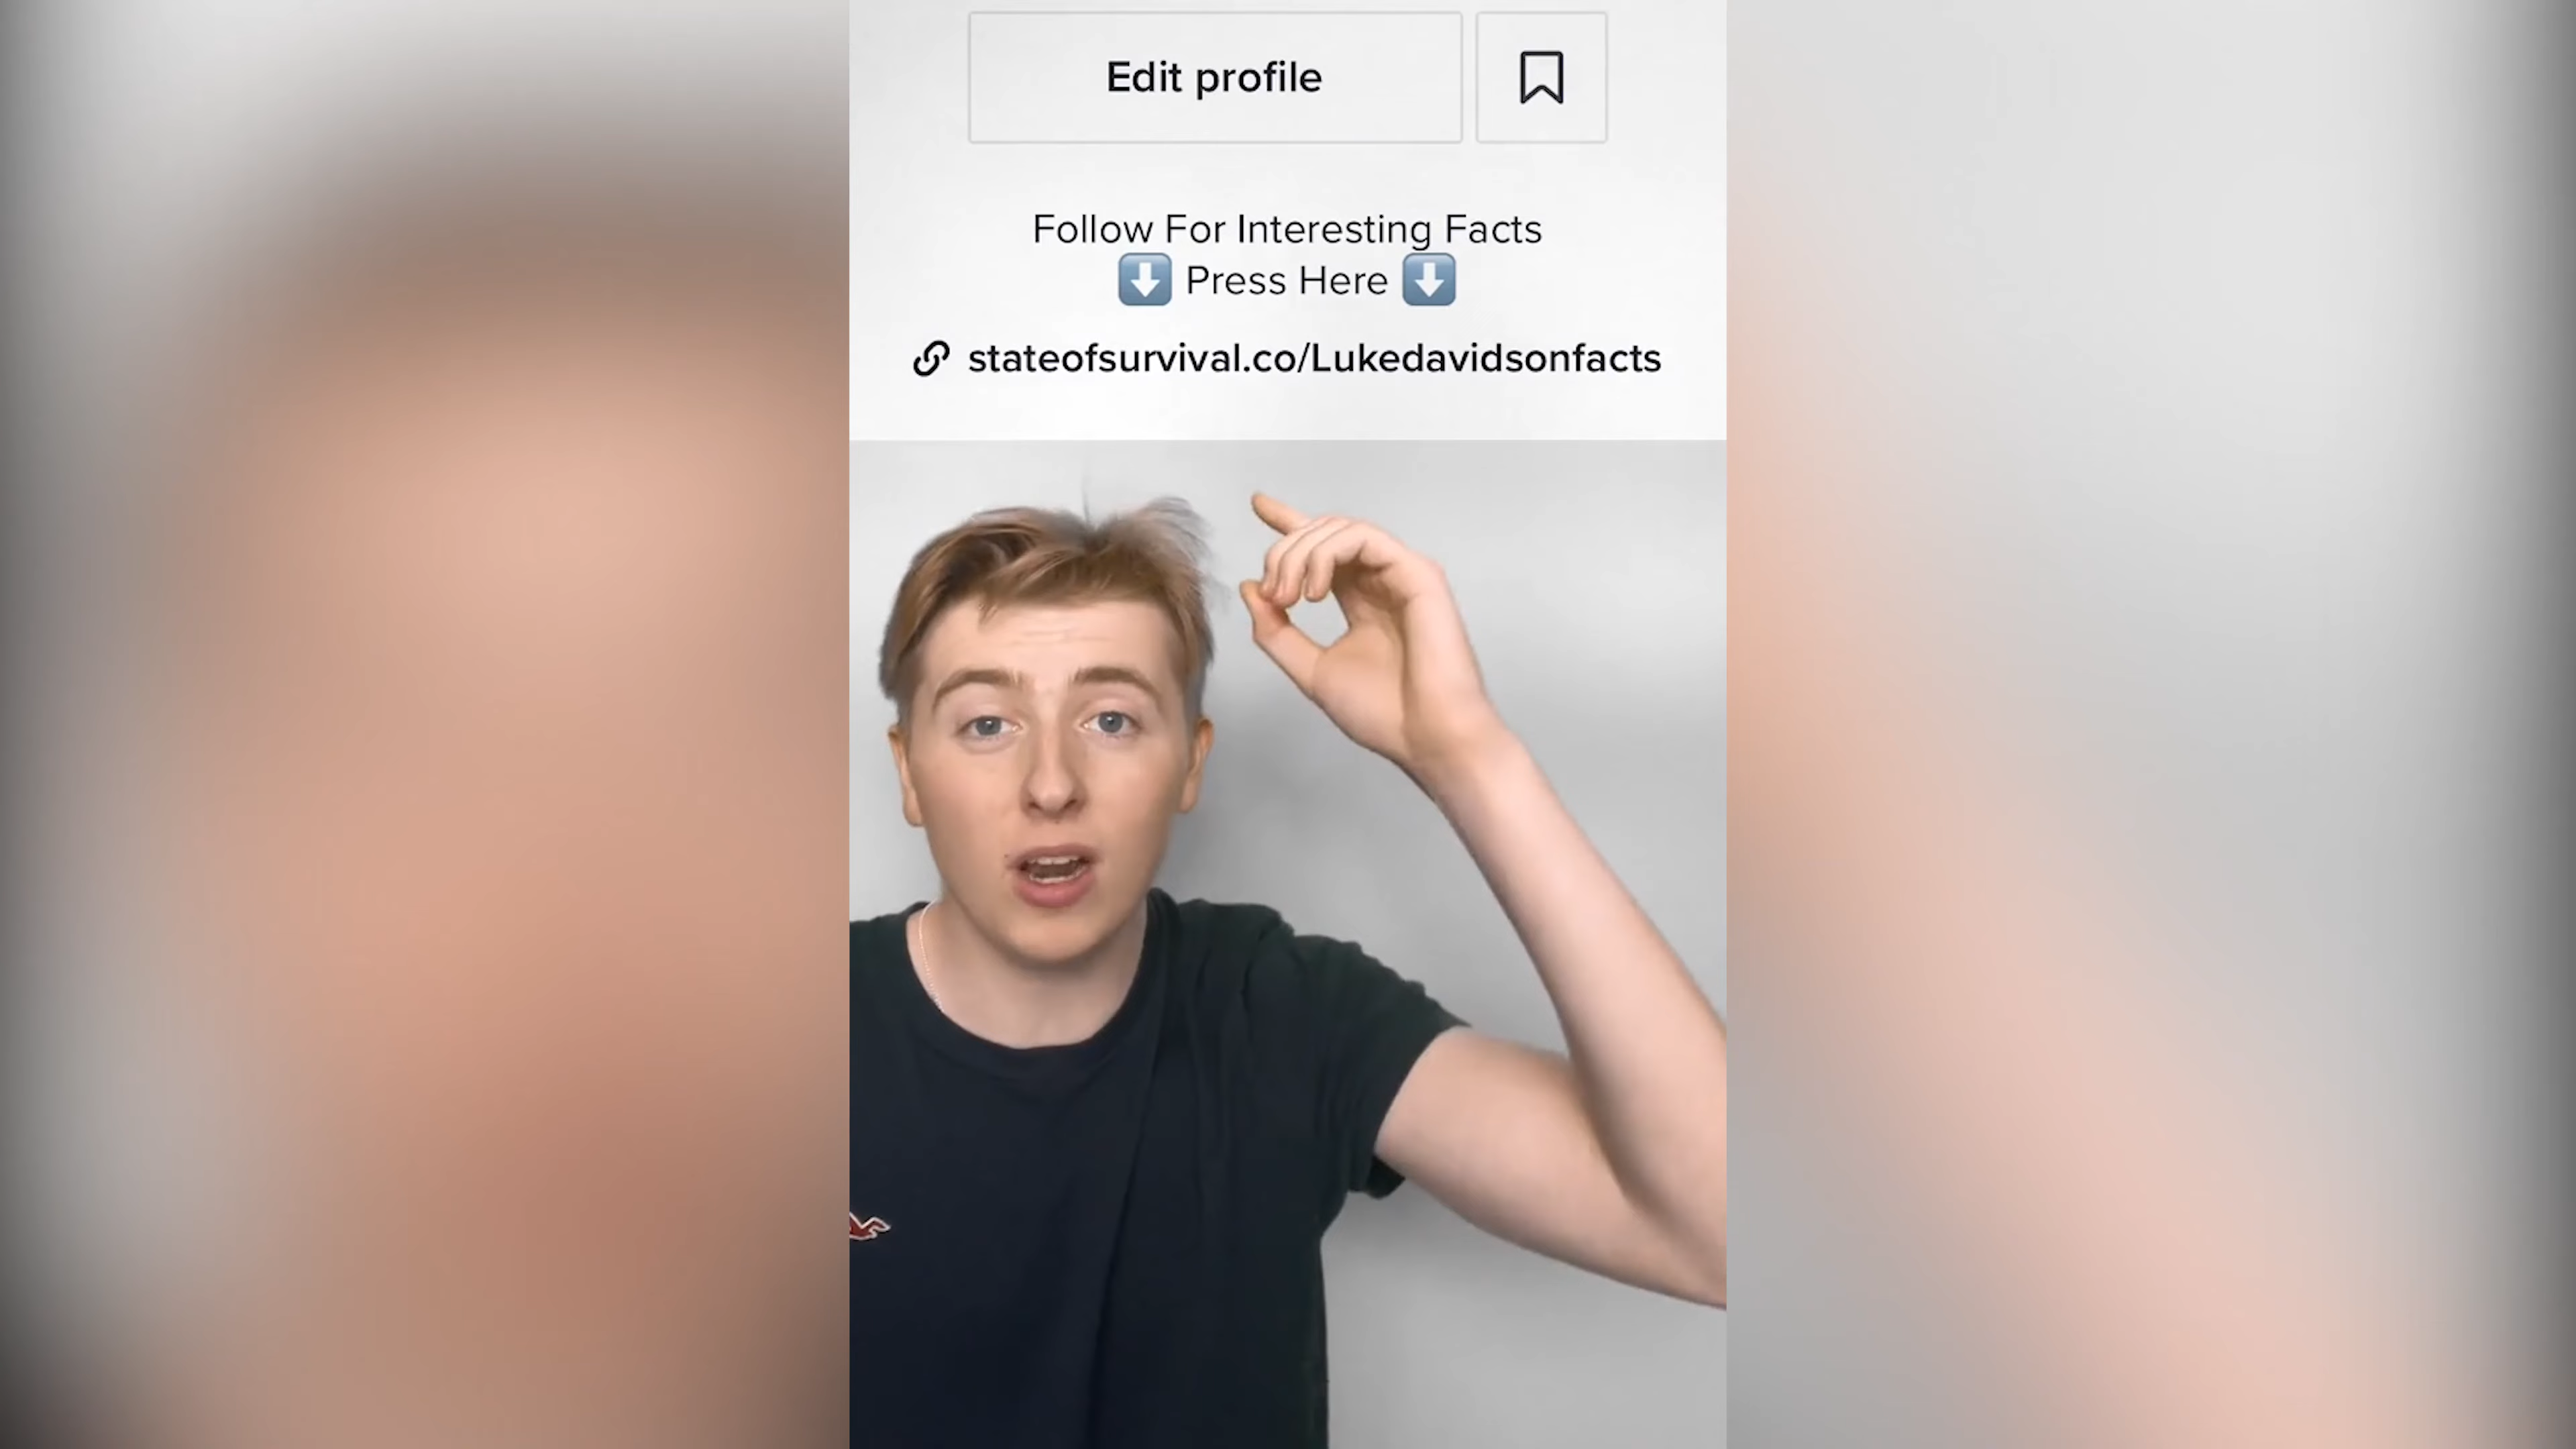 Edit profile
Follow For Interesting Facts
⬇️ Press Here ⬇️
stateofsurvival.co/Lukedavidsonfacts